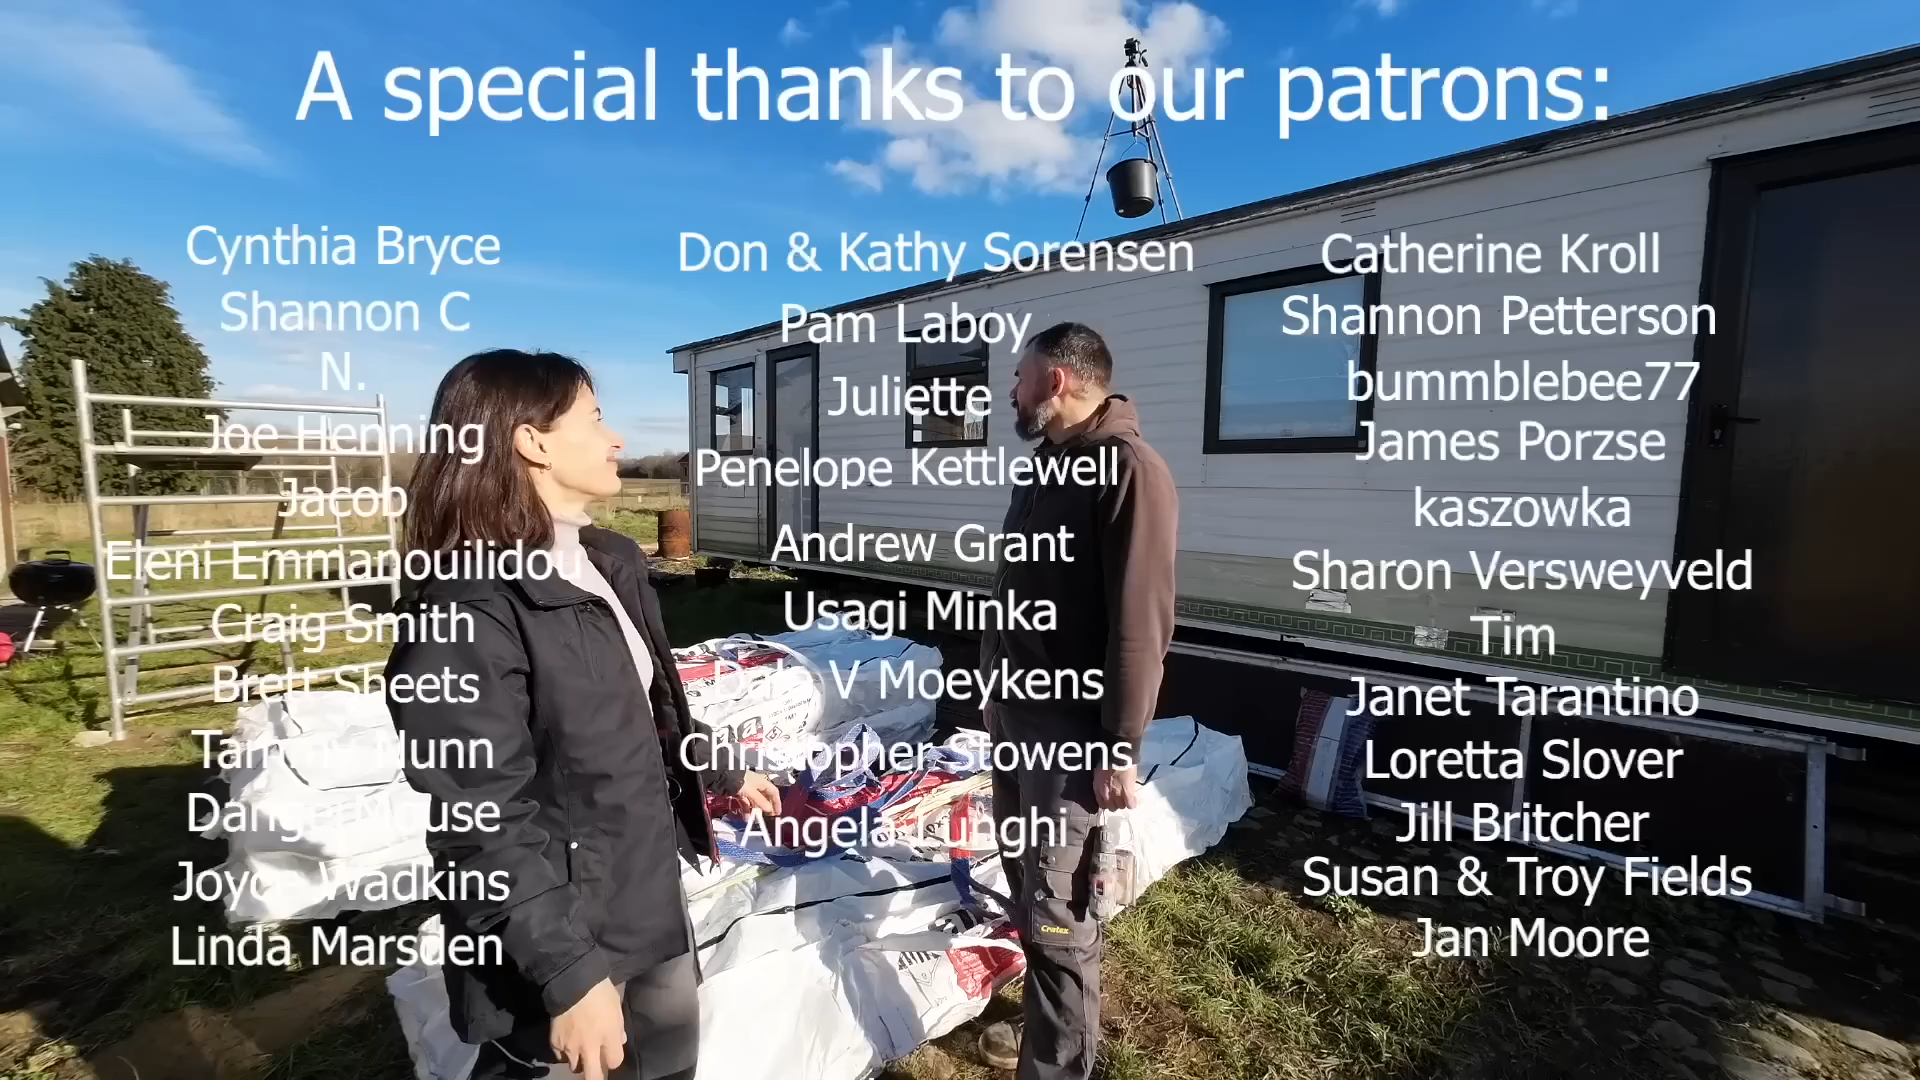 A special thanks to our patrons:
Cynthia Bryce
Shannon C
N.
Joe Henning
Jacob
Eleni Emmanouilidou
Craig Smith
Brett Sheets
Tammy Nunn
Joyce Wadkins
Linda Marsden
Don & Kathy Sorensen
Pam Laboy
Juliette
Penelope Kettlewell
Andrew Grant
Usagi Minka
V Moeykens
Christopher Stowens
Angela Lunghi
Catherine Kroll
Shannon Petterson
bummblebee77
James Porzse
kaszowka
Sharon Versweyveld
Tim
Janet Tarantino
Loretta Slover
Jill Britcher
Susan & Troy Fields
Jan Moore